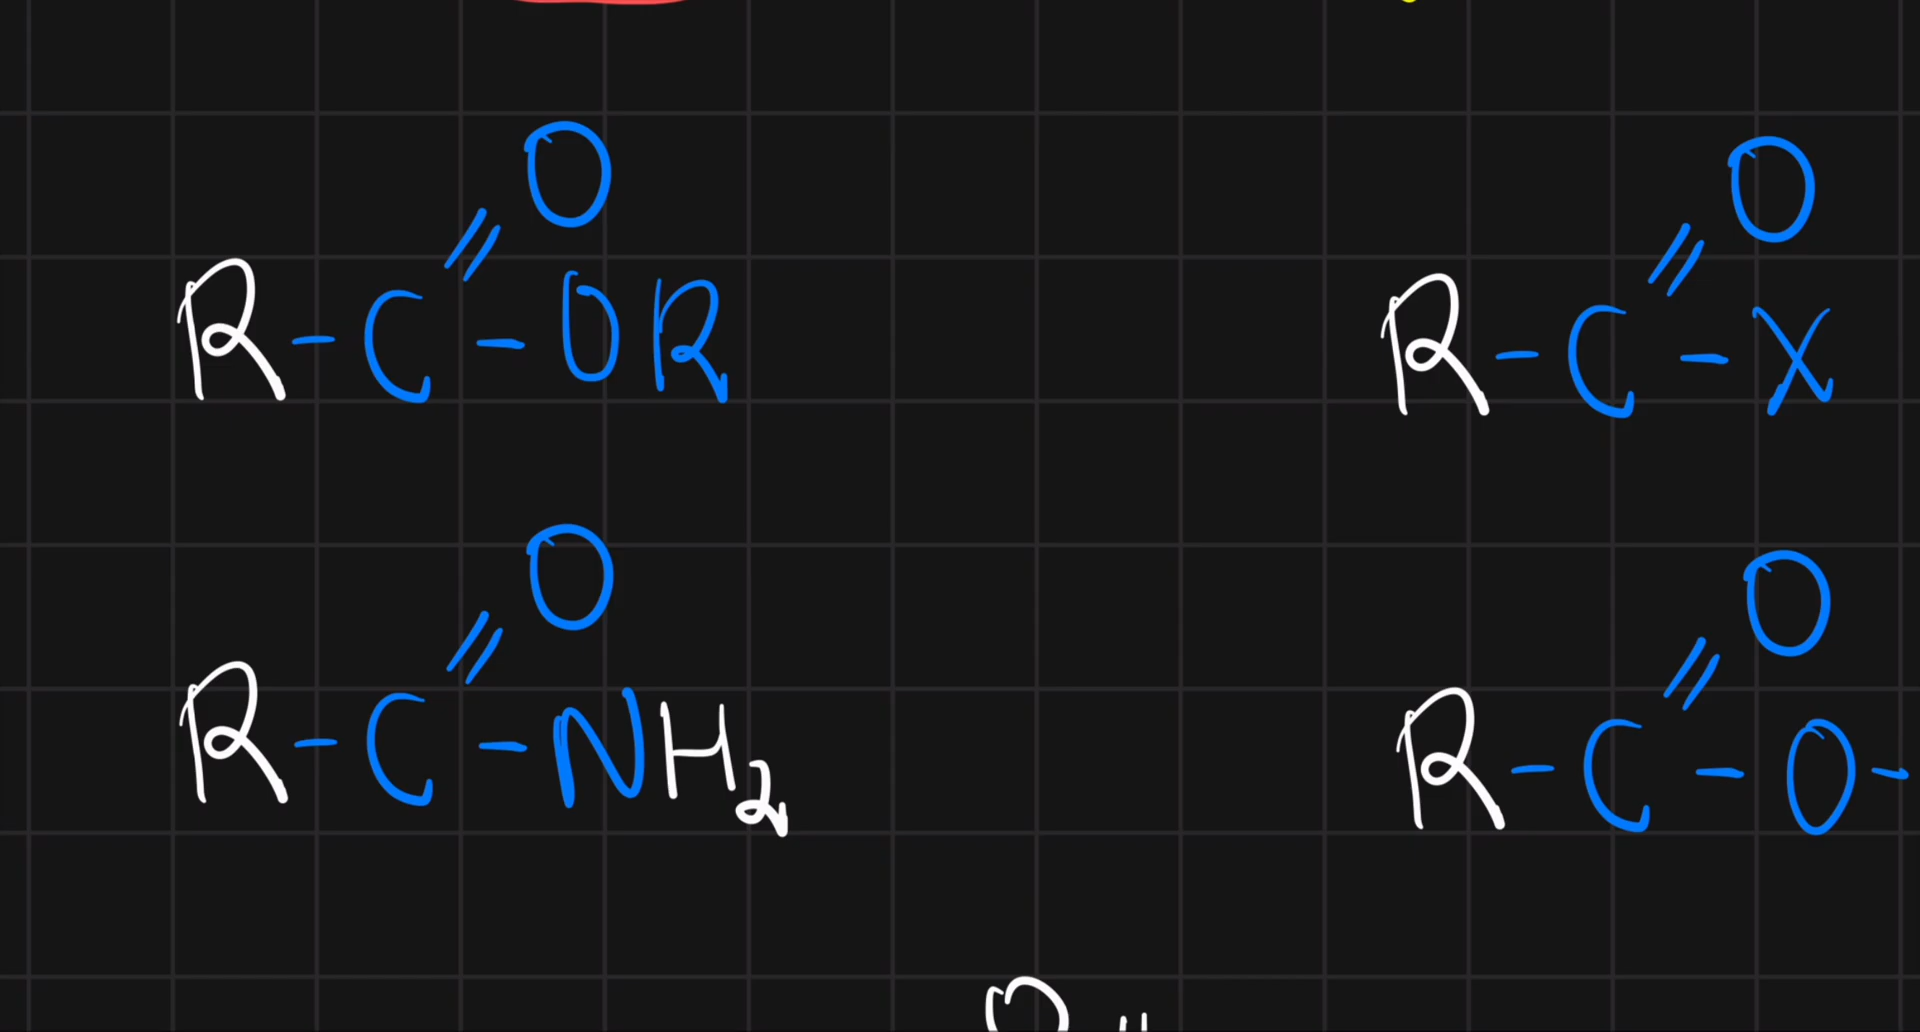 O O
R-C-OR R-C-X
O O
R-C-NH₂ R-C-O-